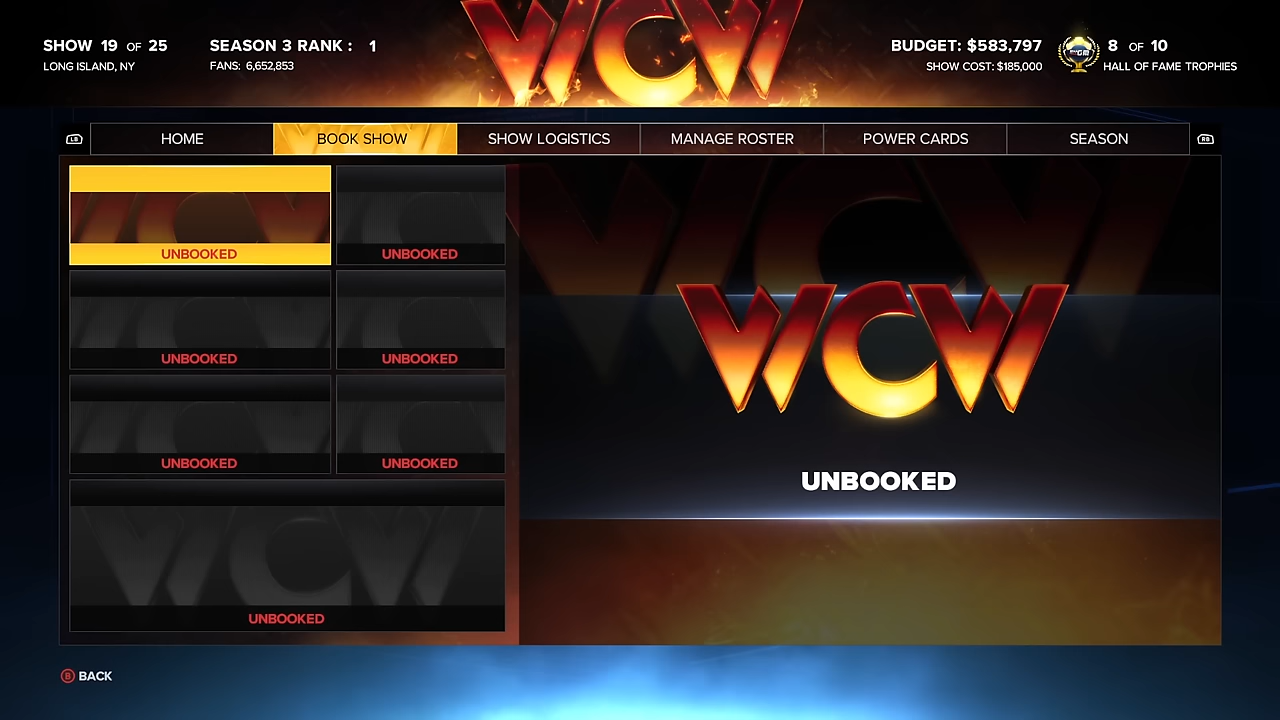 SHOW 19 OF 25
LONG ISLAND, NY
SEASON 3 RANK : 1
FANS: 6,652,853
WCW
BUDGET: $583,797
SHOW COST: $185,000
8 OF 10
HALL OF FAME TROPHIES
LB
HOME
BOOK SHOW
SHOW LOGISTICS
MANAGE ROSTER
POWER CARDS
SEASON
RB
UNBOOKED
UNBOOKED
UNBOOKED
UNBOOKED
UNBOOKED
UNBOOKED
UNBOOKED
WCW
UNBOOKED
B BACK